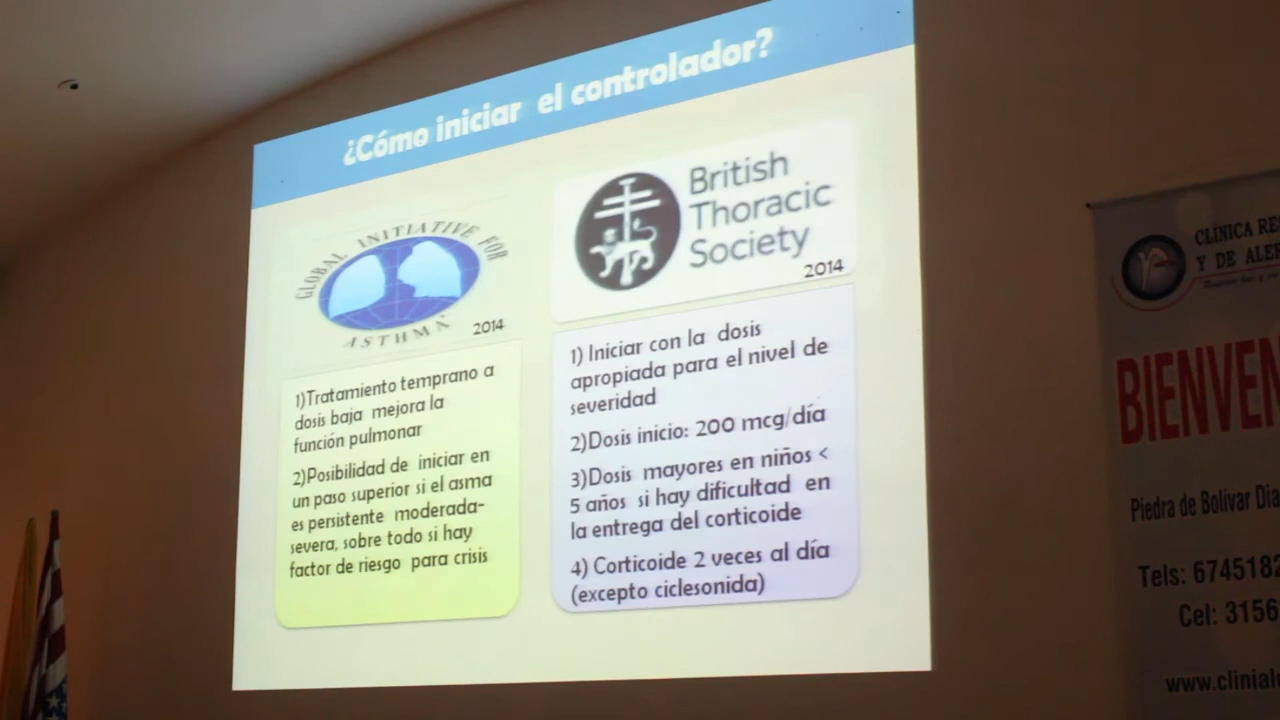 ¿Cómo iniciar el controlador?
GLOBAL INITIATIVE FOR
ASTHMA
2014
1)Tratamiento temprano a
dosis baja mejora la
función pulmonar
2)Posibilidad de iniciar en
un paso superior si el asma
es persistente moderada-
severa, sobre todo si hay
factor de riesgo para crisis
British
Thoracic
Society
2014
1) Iniciar con la dosis
apropiada para el nivel de
severidad
2)Dosis inicio: 200 mcg/día
3)Dosis mayores en niños <
5 años si hay dificultad en
la entrega del corticoide
4) Corticoide 2 veces al día
(excepto ciclesonida)
CLÍNICA RE
Y DE ALE
BIENVEN
Piedra de Bolívar Dia
Tels: 6745182
Cel: 3156
www.clinial